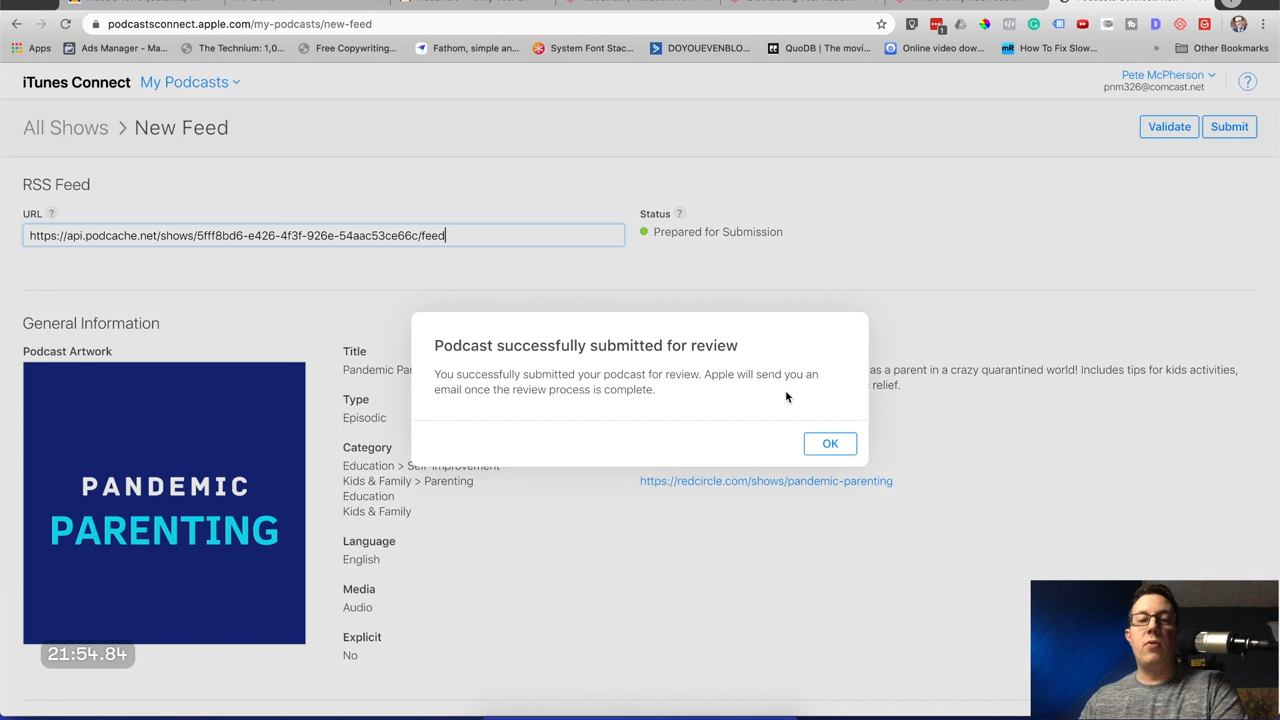 podcastsconnect.apple.com/my-podcasts/new-feed
Apps
Ads Manager - Ma...
The Technium: 1,0...
Free Copywriting...
Fathom, simple an...
System Font Stac...
DOYOUEVENBLO...
QuoDB | The movi...
Online video dow...
mR
How To Fix Slow...
»
Other Bookmarks
iTunes Connect
My Podcasts
Pete McPherson
pnm326@comcast.net
?
All Shows > New Feed
Validate
Submit
RSS Feed
URL ?
Status ?
https://api.podcache.net/shows/5fff8bd6-e426-4f3f-926e-54aac53ce66c/feed
Prepared for Submission
General Information
Podcast Artwork
Title
Pandemic Par
as a parent in a crazy quarantined world! Includes tips for kids activities,
relief.
Podcast successfully submitted for review
You successfully submitted your podcast for review. Apple will send you an
email once the review process is complete.
OK
Type
Episodic
Category
Education > Self-Improvement
Kids & Family > Parenting
Education
Kids & Family
https://redcircle.com/shows/pandemic-parenting
PANDEMIC
PARENTING
Language
English
Media
Audio
Explicit
No
21:54.84